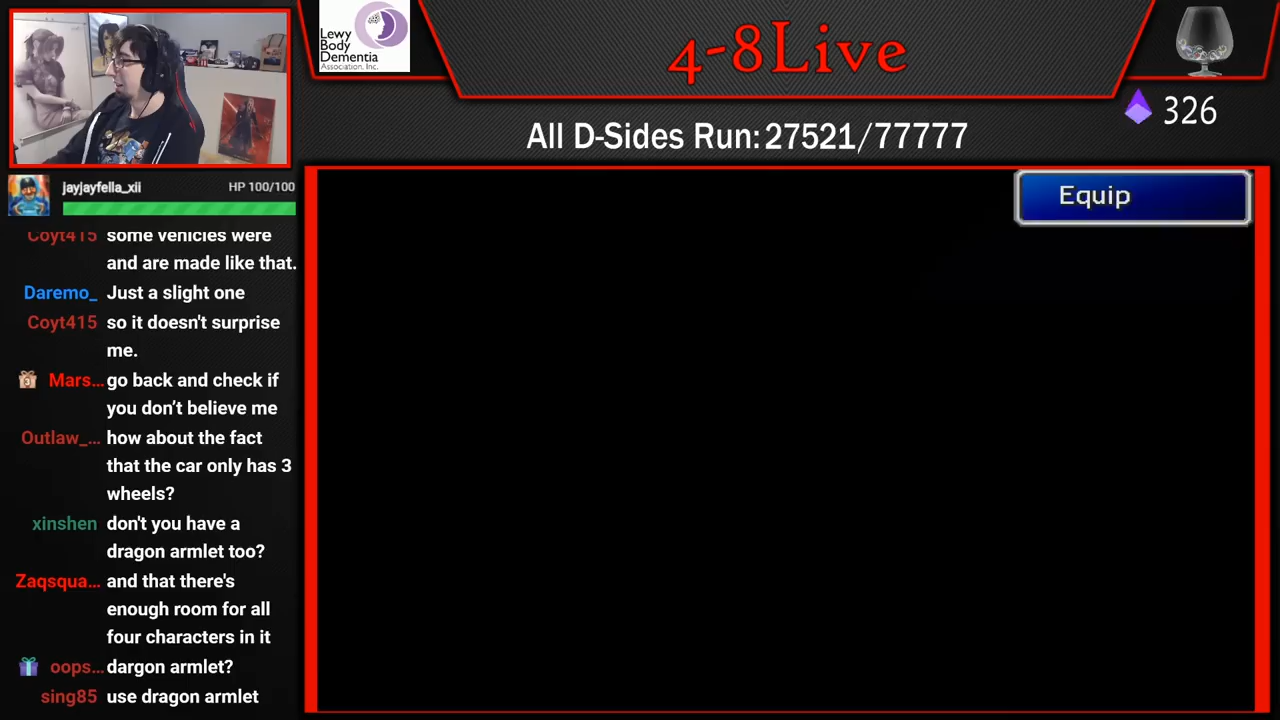 Lewy
Body
Dementia
Association, Inc.
4-8Live
326
All D-Sides Run: 27521/77777
jayjayfella_xii HP 100/100
Equip
Coyt415 some vehicles were
and are made like that.
Daremo_ Just a slight one
Coyt415 so it doesn't surprise
me.
Mars... go back and check if
you don’t believe me
Outlaw_... how about the fact
that the car only has 3
wheels?
xinshen don't you have a
dragon armlet too?
Zaqsqua... and that there's
enough room for all
four characters in it
oops... dargon armlet?
sing85 use dragon armlet